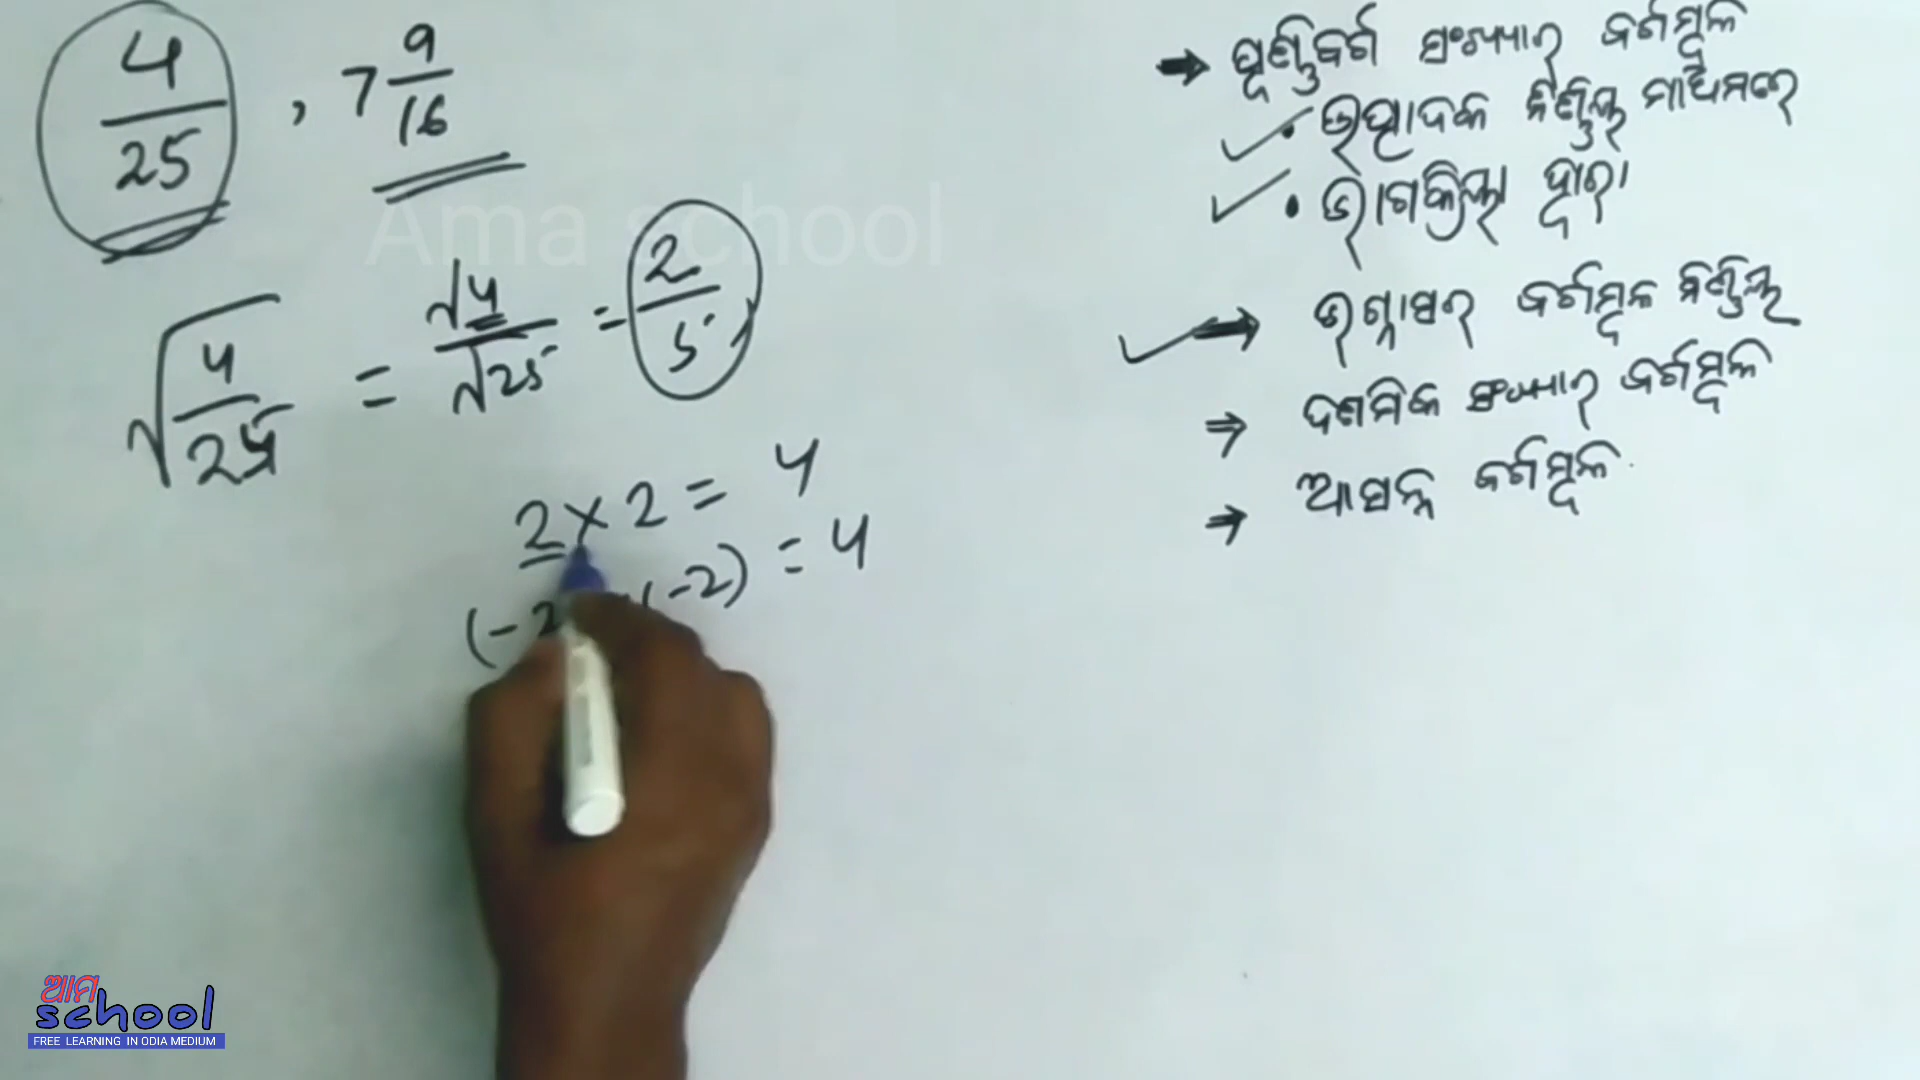 4/25 , 7 9/16
√4/25 = √4/√25 = 2/5
2 × 2 = 4
(-2 (-2) = 4
→ ପୂର୍ଣ୍ଣବର୍ଗ ସଂଖ୍ୟାର ବର୍ଗମୂଳ
• ଉତ୍ପାଦକ ନିର୍ଣ୍ଣୟ ମାଧ୍ୟମରେ
• ଭାଗକ୍ରିୟା ଦ୍ୱାରା
→ ଭଗ୍ନାଂଶର ବର୍ଗମୂଳ ନିର୍ଣ୍ଣୟ
⇒ ଦଶମିକ ସଂଖ୍ୟାର ବର୍ଗମୂଳ
⇒ ଆସନ୍ନ ବର୍ଗମୂଳ
Ama school
ଆମ
school
FREE LEARNING IN ODIA MEDIUM